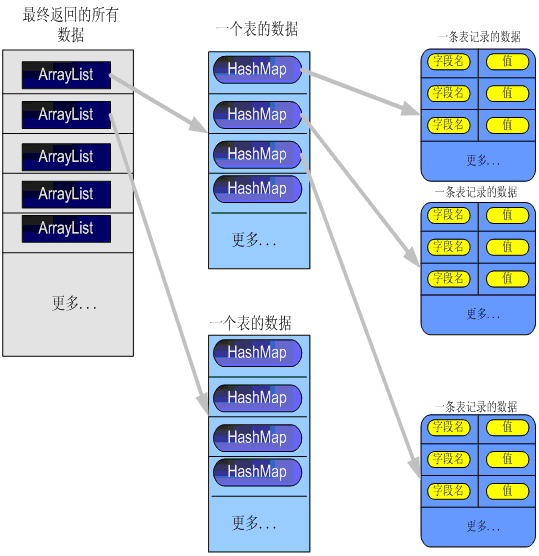 最终返回的所有
数据
ArrayList
ArrayList
ArrayList
ArrayList
ArrayList
更多...
一个表的数据
HashMap
HashMap
HashMap
HashMap
更多...
一个表的数据
HashMap
HashMap
HashMap
HashMap
更多...
一条表记录的数据
字段名 值
字段名 值
字段名 值
更多...
一条表记录的数据
字段名 值
字段名 值
字段名 值
更多...
一条表记录的数据
字段名 值
字段名 值
字段名 值
更多...